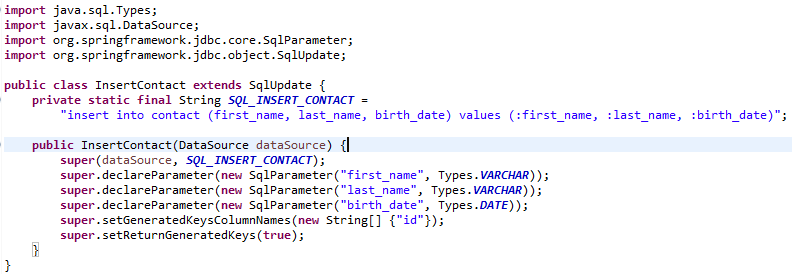 import java.sql.Types;
import javax.sql.DataSource;
import org.springframework.jdbc.core.SqlParameter;
import org.springframework.jdbc.object.SqlUpdate;
public class InsertContact extends SqlUpdate {
private static final String SQL_INSERT_CONTACT =
"insert into contact (first_name, last_name, birth_date) values (:first_name, :last_name, :birth_date)";
public InsertContact(DataSource dataSource) {
super(dataSource, SQL_INSERT_CONTACT);
super.declareParameter(new SqlParameter("first_name", Types.VARCHAR));
super.declareParameter(new SqlParameter("last_name", Types.VARCHAR));
super.declareParameter(new SqlParameter("birth_date", Types.DATE));
super.setGeneratedKeysColumnNames(new String[] {"id"});
super.setReturnGeneratedKeys(true);
}
}